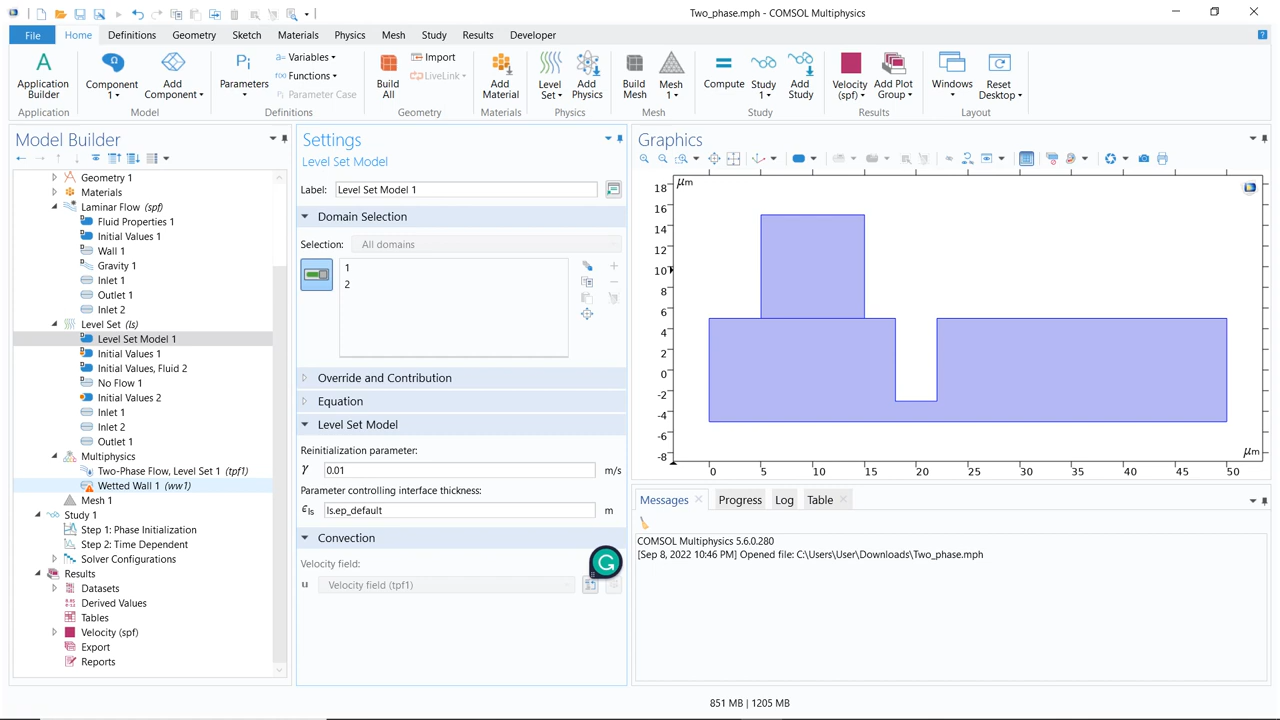 Two_phase.mph - COMSOL Multiphysics
File Home Definitions Geometry Sketch Materials Physics Mesh Study Results Developer
Application Builder
Component 1
Add Component
Parameters
Variables
Functions
Parameter Case
Build All
Import
LiveLink
Add Material
Level Set
Add Physics
Build Mesh
Mesh 1
Compute
Study 1
Add Study
Velocity (spf)
Add Plot Group
Windows
Reset Desktop
Application Model Definitions Geometry Materials Physics Mesh Study Results Layout
Model Builder
Geometry 1
Materials
Laminar Flow (spf)
Fluid Properties 1
Initial Values 1
Wall 1
Gravity 1
Inlet 1
Outlet 1
Inlet 2
Level Set (ls)
Level Set Model 1
Initial Values 1
Initial Values, Fluid 2
No Flow 1
Initial Values 2
Inlet 1
Inlet 2
Outlet 1
Multiphysics
Two-Phase Flow, Level Set 1 (tpf1)
Wetted Wall 1 (ww1)
Mesh 1
Study 1
Step 1: Phase Initialization
Step 2: Time Dependent
Solver Configurations
Results
Datasets
Derived Values
Tables
Velocity (spf)
Export
Reports
Settings
Level Set Model
Label: Level Set Model 1
Domain Selection
Selection: All domains
1
2
Override and Contribution
Equation
Level Set Model
Reinitialization parameter:
γ 0.01 m/s
Parameter controlling interface thickness:
ϵls ls.ep_default m
Convection
Velocity field:
u Velocity field (tpf1)
Graphics
µm
18
16
14
12
10
8
6
4
2
0
-2
-4
-6
-8
µm
0 5 10 15 20 25 30 35 40 45 50
Messages Progress Log Table
COMSOL Multiphysics 5.6.0.280
[Sep 8, 2022 10:46 PM] Opened file: C:\Users\User\Downloads\Two_phase.mph
851 MB | 1205 MB